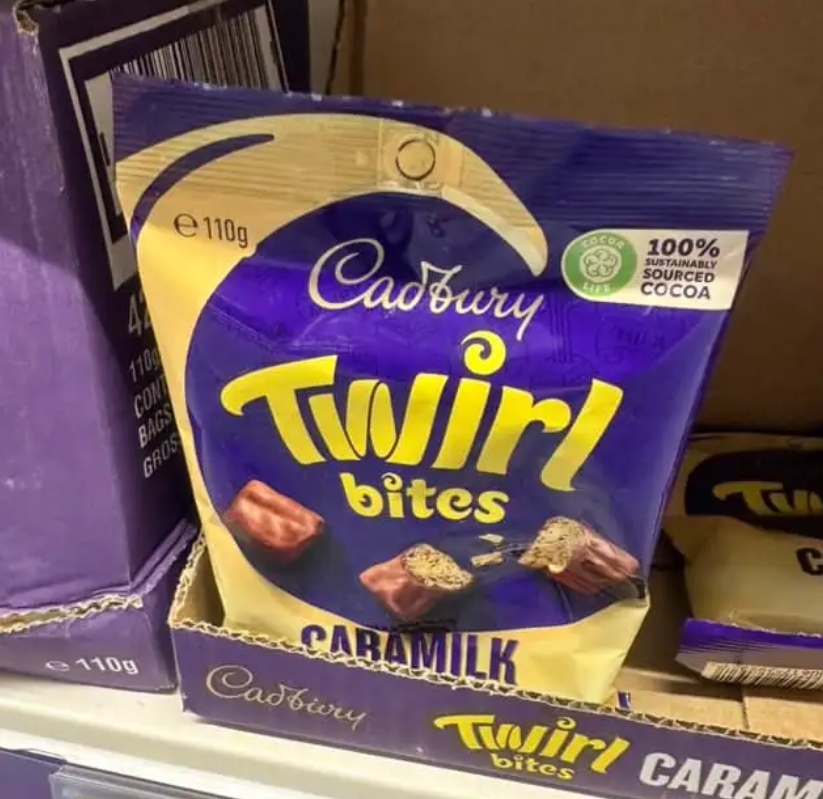 110g
CONT
BAGS
GROS
℮ 110g
℮ 110g
Cadbury
Twirl
bites
CARAMILK
COCOA
LIFE
100%
SUSTAINABLY
SOURCED
COCOA
Cadbury
Twirl
bites
CARAM